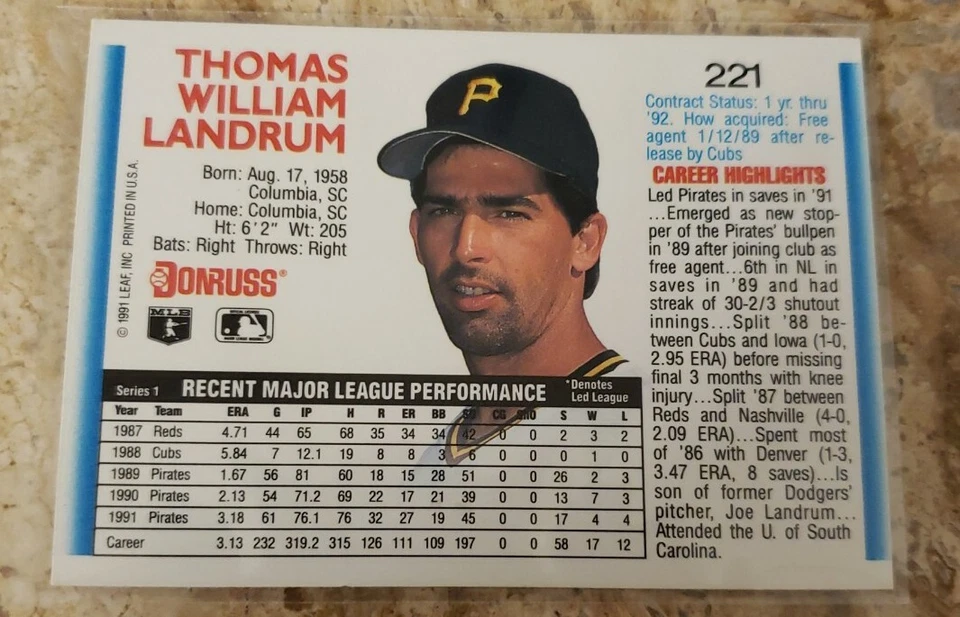 THOMAS
WILLIAM
LANDRUM
Born: Aug. 17, 1958
Columbia, SC
Home: Columbia, SC
Ht: 6'2" Wt: 205
Bats: Right Throws: Right
DONRUSS®
MLB
OFFICIAL LICENSEE
MAJOR LEAGUE BASEBALL
© 1991 LEAF, INC PRINTED IN U.S.A.
P
221
Contract Status: 1 yr. thru
'92. How acquired: Free
agent 1/12/89 after re-
lease by Cubs
CAREER HIGHLIGHTS
Led Pirates in saves in '91
...Emerged as new stop-
per of the Pirates' bullpen
in '89 after joining club as
free agent...6th in NL in
saves in '89 and had
streak of 30-2/3 shutout
innings...Split '88 be-
tween Cubs and Iowa (1-0,
2.95 ERA) before missing
final 3 months with knee
injury...Split '87 between
Reds and Nashville (4-0,
2.09 ERA)...Spent most
of '86 with Denver (1-3,
3.47 ERA, 8 saves)...Is
son of former Dodgers'
pitcher, Joe Landrum...
Attended the U. of South
Carolina.
Series 1 RECENT MAJOR LEAGUE PERFORMANCE *Denotes
Led League
Year Team ERA G IP H R ER BB SO CG ShO S W L
1987 Reds 4.71 44 65 68 35 34 34 42 0 0 2 3 2
1988 Cubs 5.84 7 12.1 19 8 8 3 6 0 0 0 1 0
1989 Pirates 1.67 56 81 60 18 15 28 51 0 0 26 2 3
1990 Pirates 2.13 54 71.2 69 22 17 21 39 0 0 13 7 3
1991 Pirates 3.18 61 76.1 76 32 27 19 45 0 0 17 4 4
Career 3.13 232 319.2 315 126 111 109 197 0 0 58 17 12